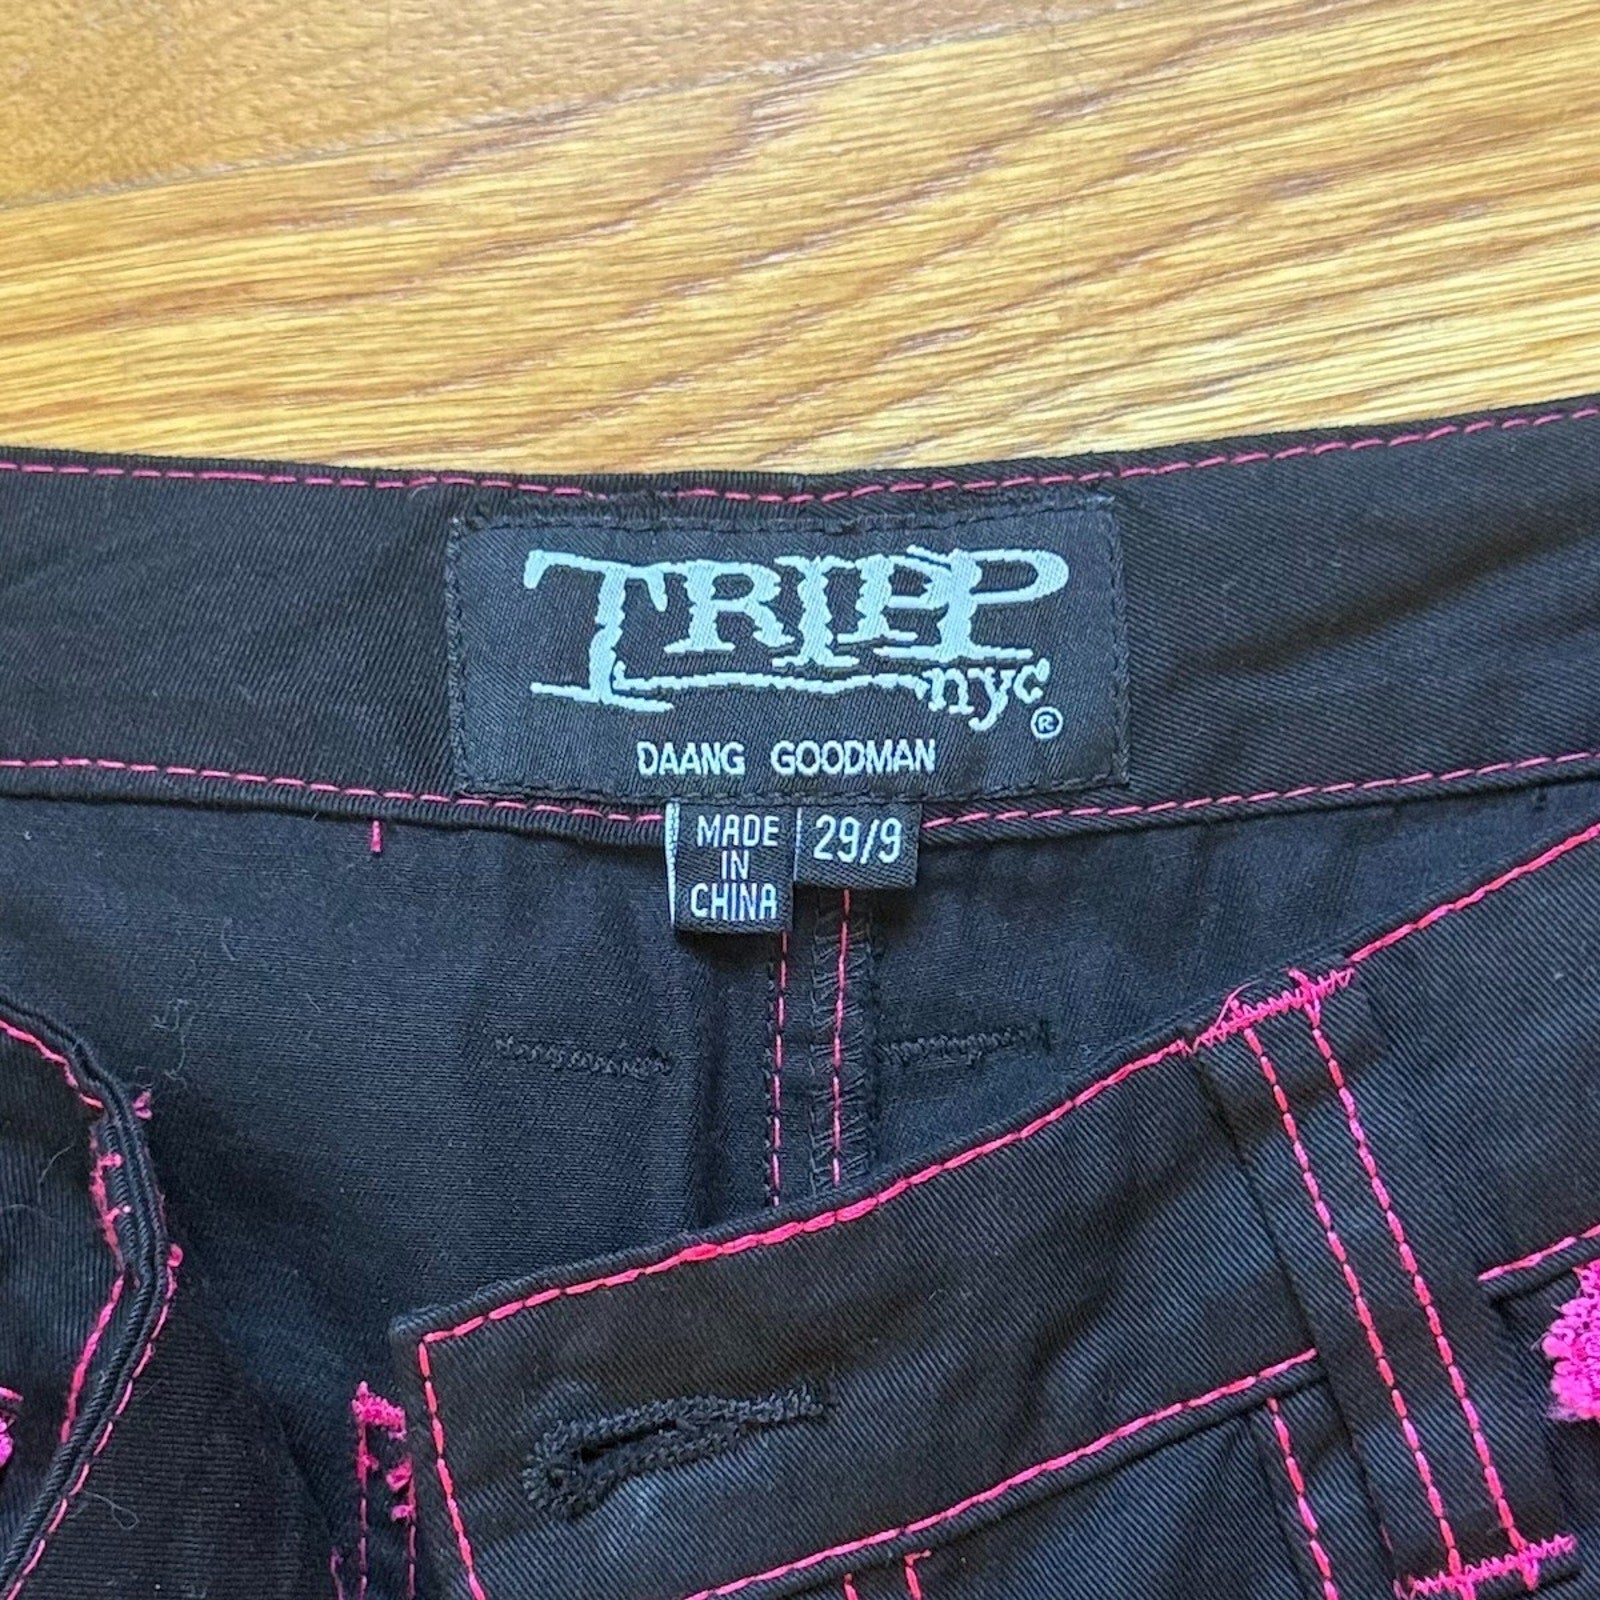 TRIPP
nyc®
DAANG GOODMAN
MADE
IN
CHINA
29/9